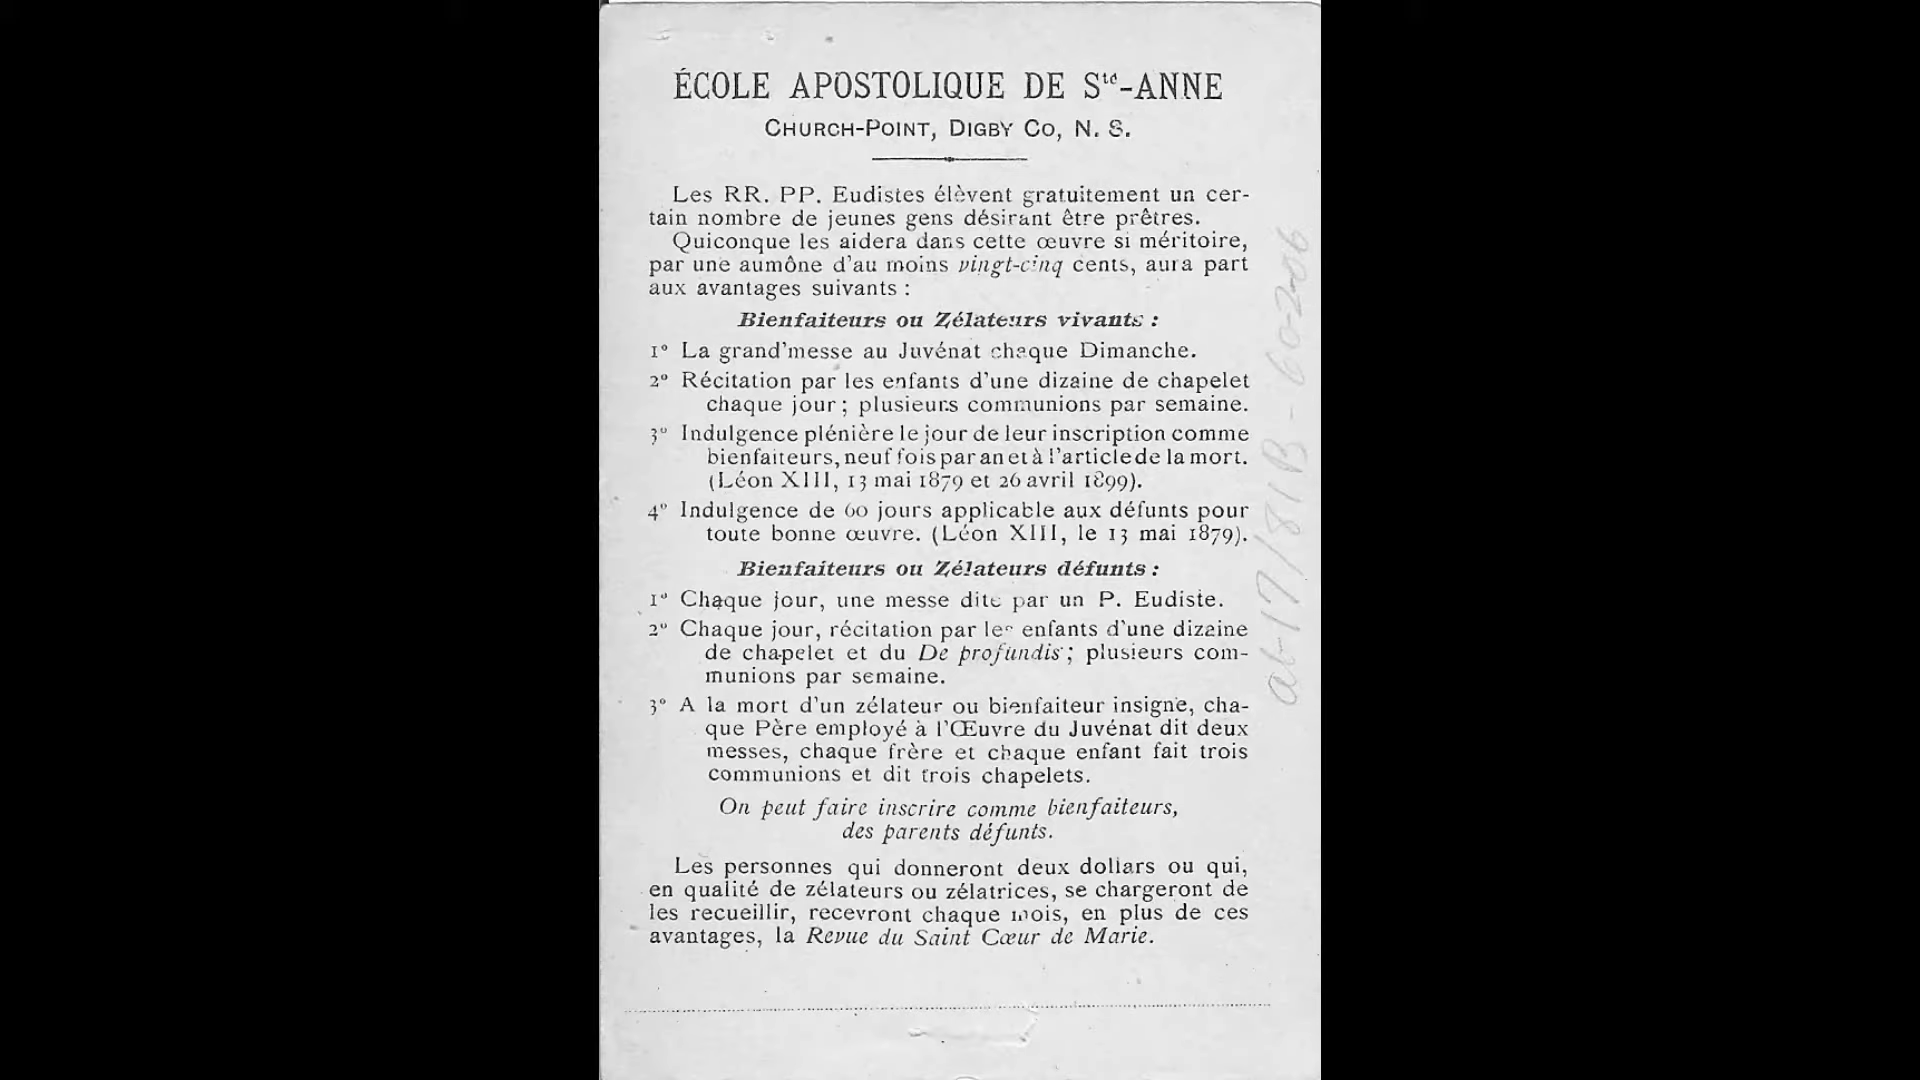 ÉCOLE APOSTOLIQUE DE Ste-ANNE
CHURCH-POINT, DIGBY CO, N. S.
Les RR. PP. Eudistes élèvent gratuitement un cer-
tain nombre de jeunes gens désirant être prêtres.
Quiconque les aidera dans cette œuvre si méritoire,
par une aumône d'au moins vingt-cinq cents, aura part
aux avantages suivants :
Bienfaiteurs ou Zélateurs vivants :
1° La grand'messe au Juvénat chaque Dimanche.
2° Récitation par les enfants d'une dizaine de chapelet
chaque jour ; plusieurs communions par semaine.
3° Indulgence plénière le jour de leur inscription comme
bienfaiteurs, neuf fois par an et à l'article de la mort.
(Léon XIII, 13 mai 1879 et 26 avril 1899).
4° Indulgence de 60 jours applicable aux défunts pour
toute bonne œuvre. (Léon XIII, le 13 mai 1879).
Bienfaiteurs ou Zélateurs défunts :
1° Chaque jour, une messe dite par un P. Eudiste.
2° Chaque jour, récitation par les enfants d'une dizaine
de chapelet et du De profundis ; plusieurs com-
munions par semaine.
3° A la mort d'un zélateur ou bienfaiteur insigne, cha-
que Père employé à l'Œuvre du Juvénat dit deux
messes, chaque frère et chaque enfant fait trois
communions et dit trois chapelets.
On peut faire inscrire comme bienfaiteurs,
des parents défunts.
Les personnes qui donneront deux dollars ou qui,
en qualité de zélateurs ou zélatrices, se chargeront de
les recueillir, recevront chaque mois, en plus de ces
avantages, la Revue du Saint Cœur de Marie.